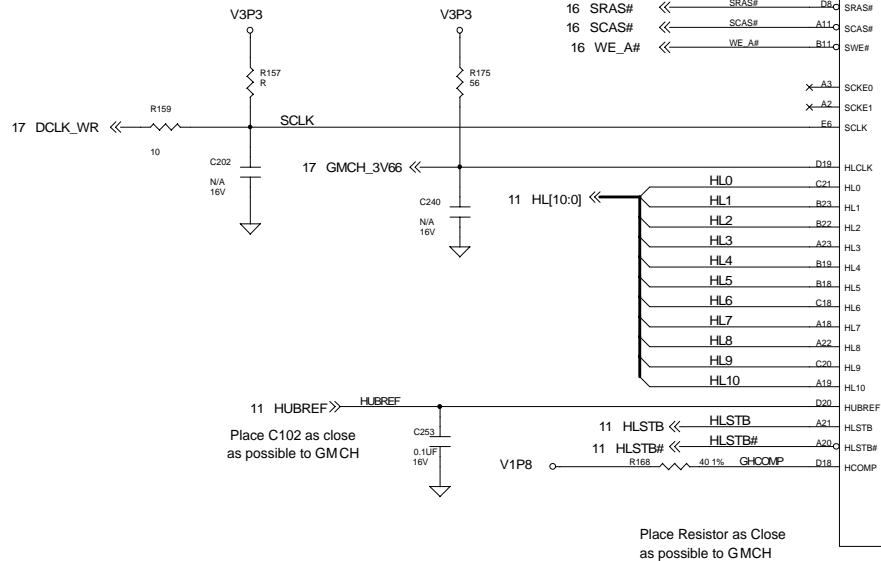 16 SRAS# SRAS# D8 SRAS#
16 SCAS# SCAS# A11 SCAS#
16 WE_A# WE_A# B11 SWE#
V3P3
V3P3
R157
R
R175
56
A3 SCKE0
A2 SCKE1
R159
17 DCLK_WR
10
SCLK
E6 SCLK
C202
N/A
16V
17 GMCH_3V66
D19 HLCLK
C240
N/A
16V
11 HL[10:0]
HL0 C21 HL0
HL1 B23 HL1
HL2 B22 HL2
HL3 A23 HL3
HL4 B19 HL4
HL5 B18 HL5
HL6 C18 HL6
HL7 A18 HL7
HL8 A22 HL8
HL9 C20 HL9
HL10 A19 HL10
11 HUBREF HUBREF D20 HUBREF
Place C102 as close
as possible to GMCH
C253
0.1UF
16V
11 HLSTB HLSTB A21 HLSTB
11 HLSTB# HLSTB# A20 HLSTB#
V1P8 R168 40 1% GHCOMP D18 HCOMP
Place Resistor as Close
as possible to GMCH